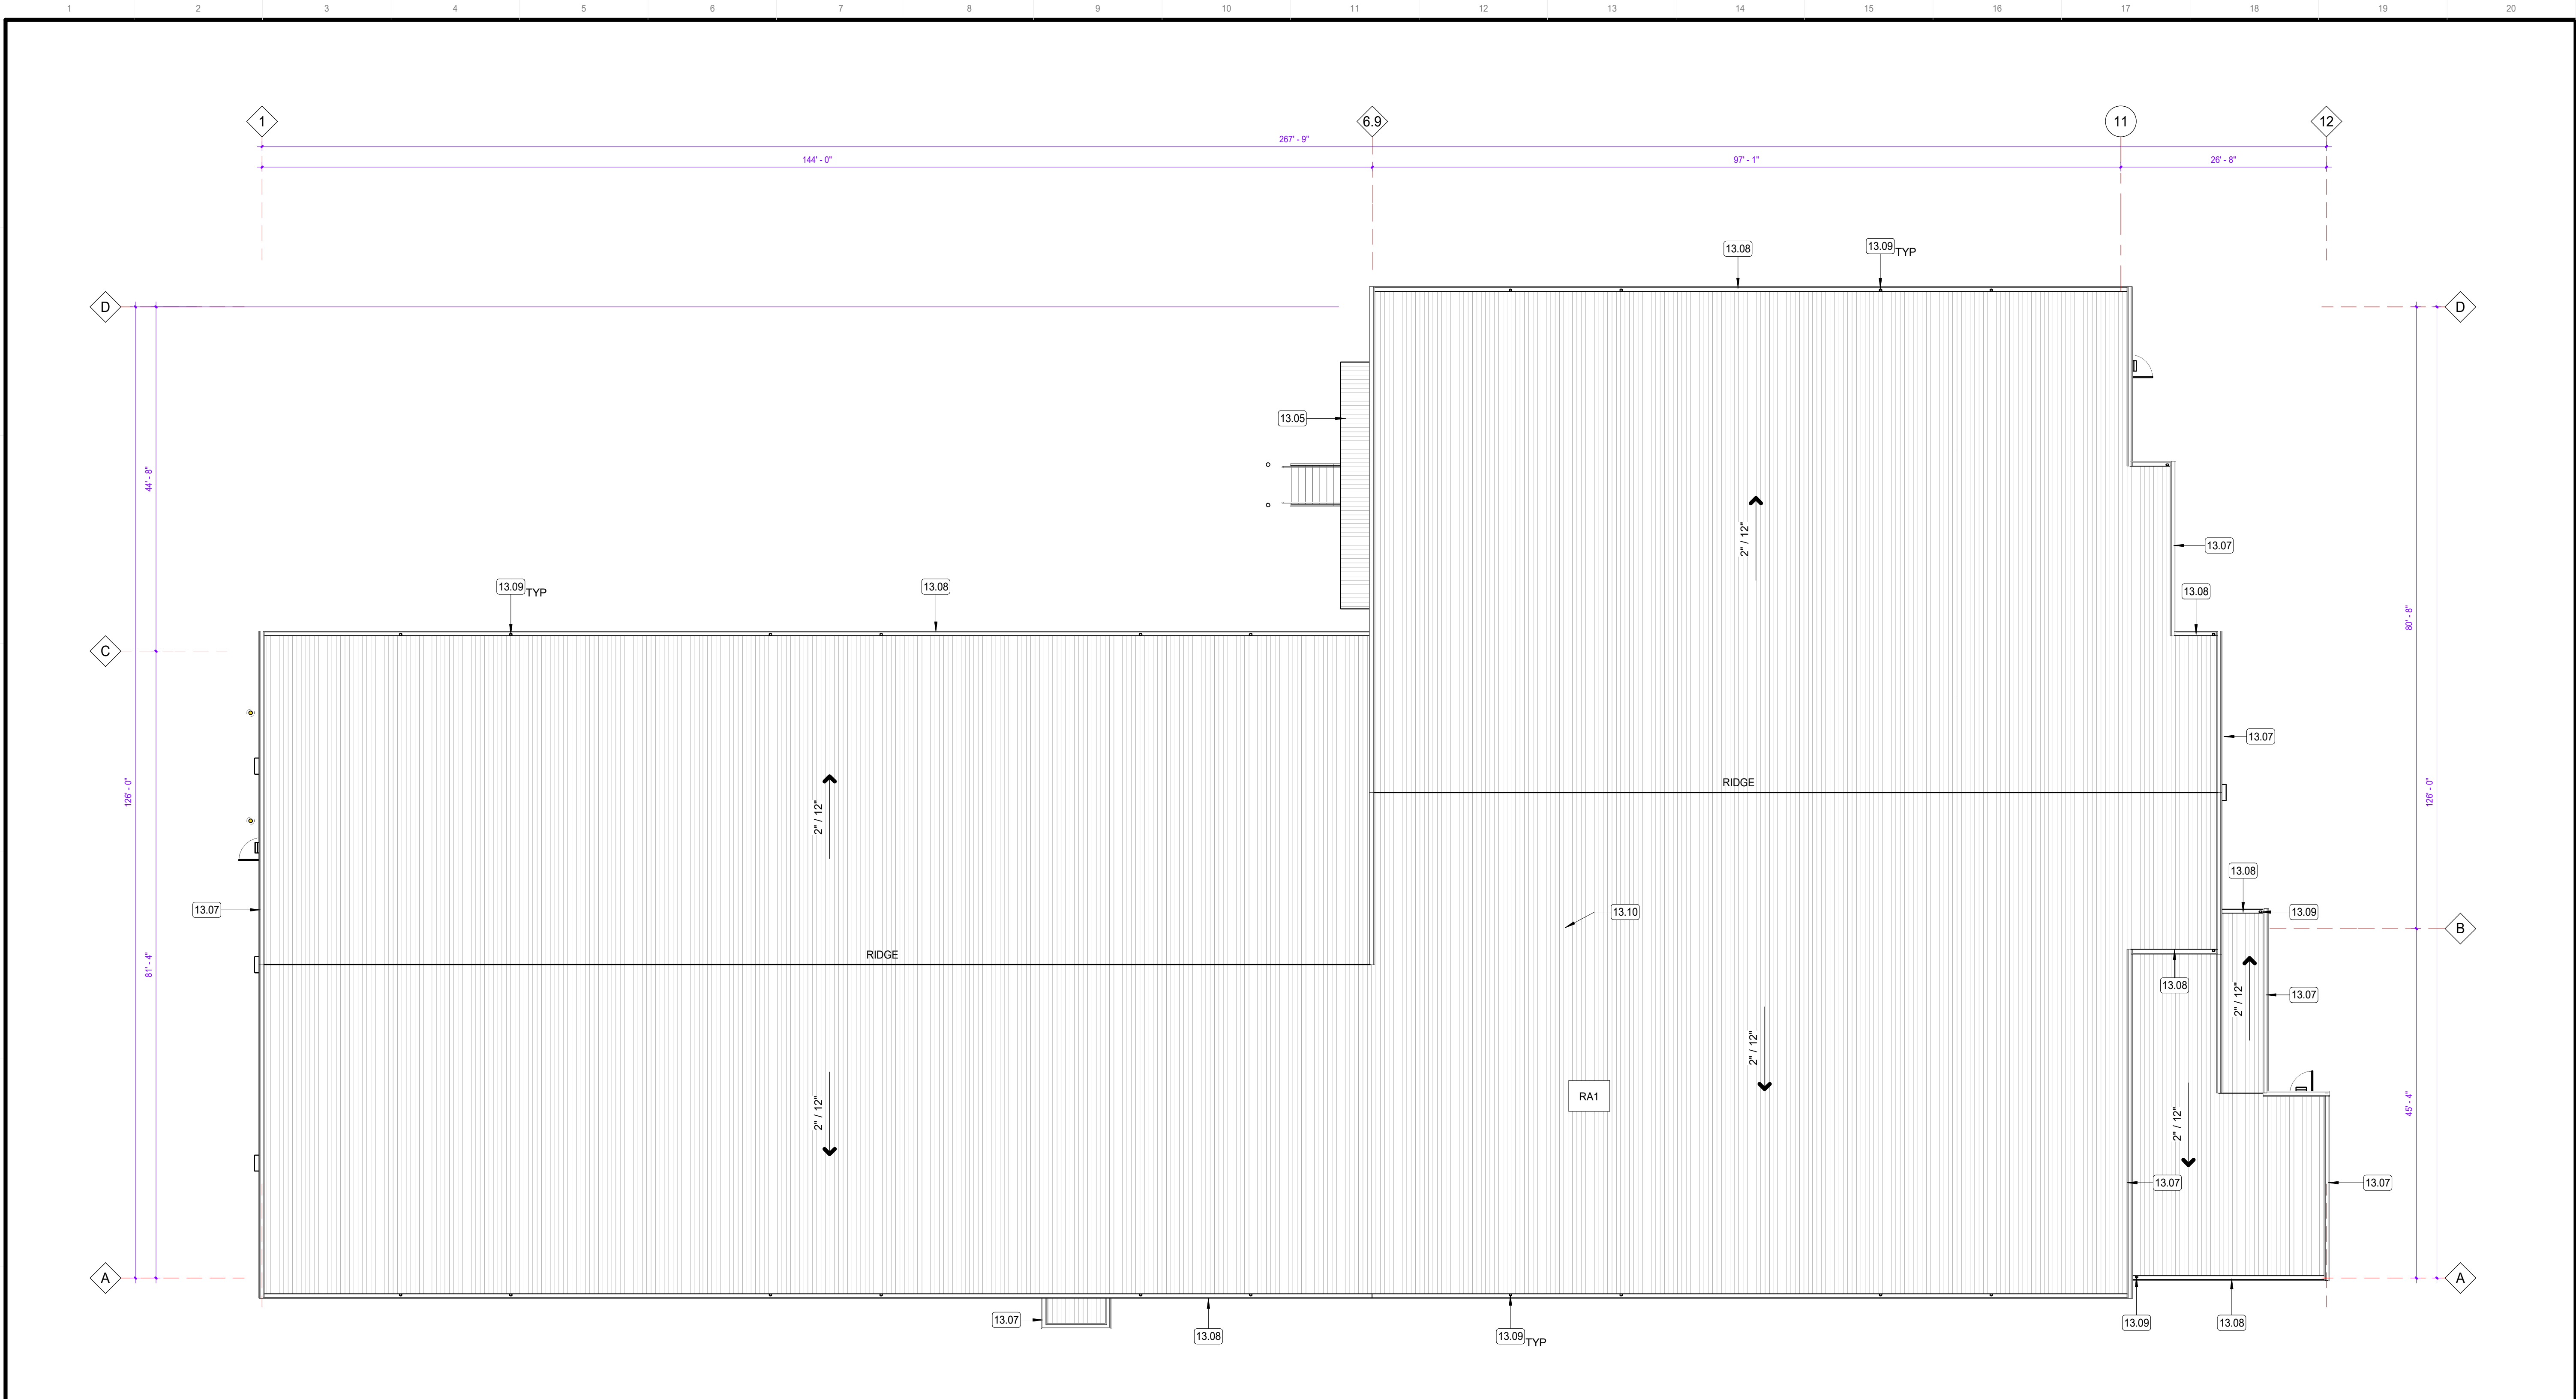 1 2 3 4 5 6 7 8 9 10 11 12 13 14 15 16 17 18 19 20
1 6.9 11 12
267' - 9"
144' - 0" 97' - 1" 26' - 8"
13.08 13.09 TYP
D D
13.05
44' - 8"
2" / 12"
13.07
13.09 TYP 13.08 13.08
80' - 8"
C
13.07
RIDGE
126' - 0" 126' - 0"
2" / 12"
13.08
13.07 13.10 13.09
B
RIDGE
81' - 4"
13.08 2" / 12" 13.07
2" / 12"
RA1
45' - 4"
2" / 12" 2" / 12"
13.07 13.07
A A
13.07 13.08 13.09 TYP 13.09 13.08